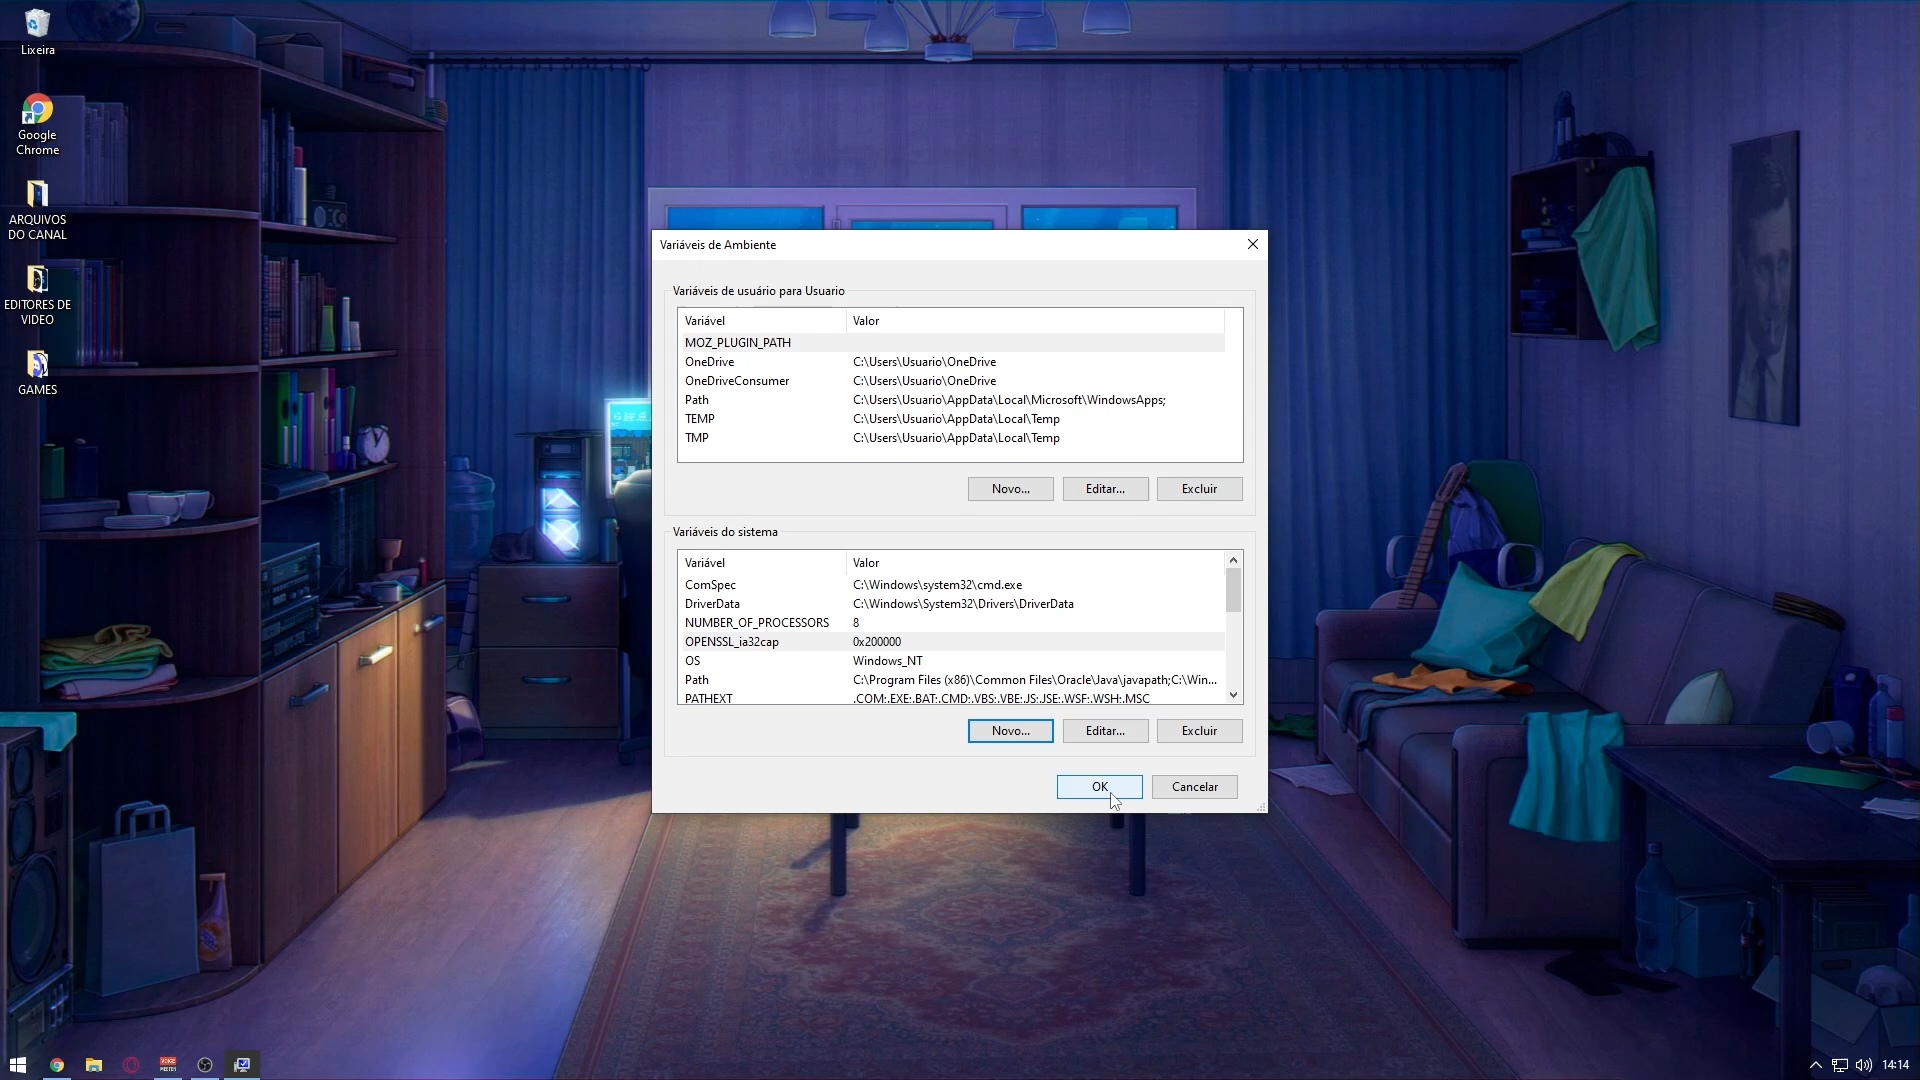 Lixeira
Google
Chrome
ARQUIVOS
DO CANAL
EDITORES DE
VIDEO
GAMES
Variáveis de Ambiente
Variáveis de usuário para Usuario
Variável Valor
MOZ_PLUGIN_PATH
OneDrive C:\Users\Usuario\OneDrive
OneDriveConsumer C:\Users\Usuario\OneDrive
Path C:\Users\Usuario\AppData\Local\Microsoft\WindowsApps;
TEMP C:\Users\Usuario\AppData\Local\Temp
TMP C:\Users\Usuario\AppData\Local\Temp
Novo... Editar... Excluir
Variáveis do sistema
Variável Valor
ComSpec C:\Windows\system32\cmd.exe
DriverData C:\Windows\System32\Drivers\DriverData
NUMBER_OF_PROCESSORS 8
OPENSSL_ia32cap 0x200000
OS Windows_NT
Path C:\Program Files (x86)\Common Files\Oracle\Java\javapath;C:\Win...
PATHEXT .COM;.EXE;.BAT;.CMD;.VBS;.VBE;.JS;.JSE;.WSF;.WSH;.MSC
Novo... Editar... Excluir
OK Cancelar
14:14